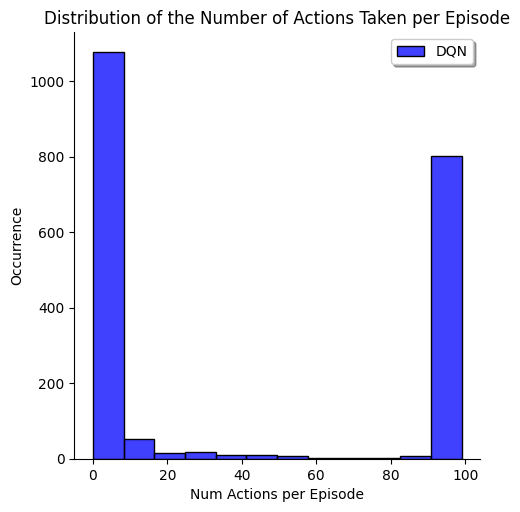 Distribution of the Number of Actions Taken per Episode
DQN
1000
800
600
400
200
0
Occurrence
0 20 40 60 80 100
Num Actions per Episode